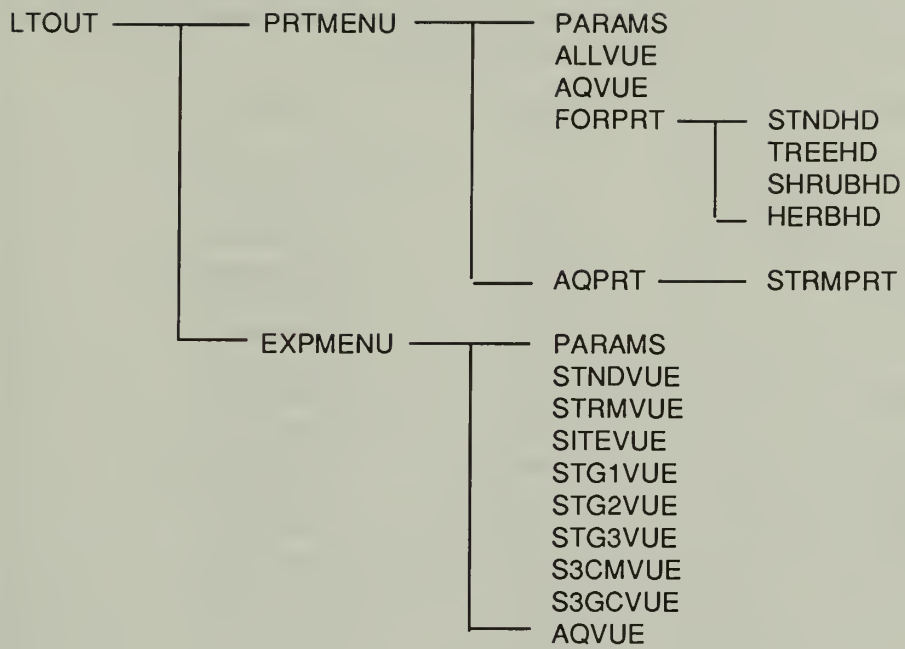 LTOUT PRTMENU PARAMS
ALLVUE
AQVUE
FORPRT STNDHD
TREEHD
SHRUBHD
HERBHD
AQPRT STRMPRT
EXPMENU PARAMS
STNDVUE
STRMVUE
SITEVUE
STG1VUE
STG2VUE
STG3VUE
S3CMVUE
S3GCVUE
AQVUE